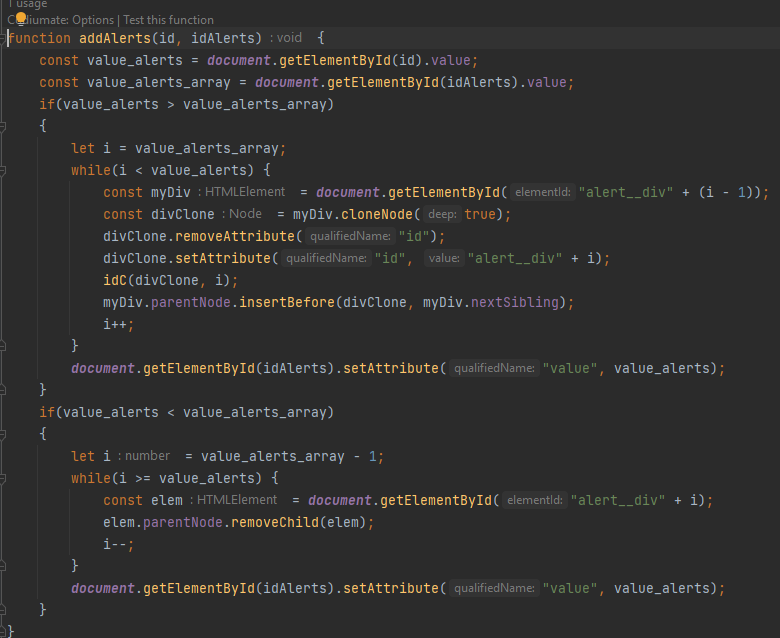 1 usage
Codiumate: Options | Test this function
function addAlerts(id, idAlerts) : void {
const value_alerts = document.getElementById(id).value;
const value_alerts_array = document.getElementById(idAlerts).value;
if(value_alerts > value_alerts_array)
{
let i = value_alerts_array;
while(i < value_alerts) {
const myDiv : HTMLElement = document.getElementById( elementId: "alert__div" + (i - 1));
const divClone : Node = myDiv.cloneNode( deep: true);
divClone.removeAttribute( qualifiedName: "id");
divClone.setAttribute( qualifiedName: "id", value: "alert__div" + i);
idC(divClone, i);
myDiv.parentNode.insertBefore(divClone, myDiv.nextSibling);
i++;
}
document.getElementById(idAlerts).setAttribute( qualifiedName: "value", value_alerts);
}
if(value_alerts < value_alerts_array)
{
let i : number = value_alerts_array - 1;
while(i >= value_alerts) {
const elem : HTMLElement = document.getElementById( elementId: "alert__div" + i);
elem.parentNode.removeChild(elem);
i--;
}
document.getElementById(idAlerts).setAttribute( qualifiedName: "value", value_alerts);
}
}